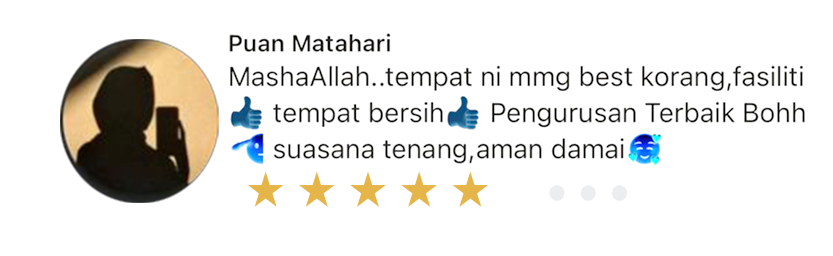 Puan Matahari
MashaAllah..tempat ni mmg best korang,fasiliti
👍 tempat bersih👍 Pengurusan Terbaik Bohh
suasana tenang,aman damai🥰